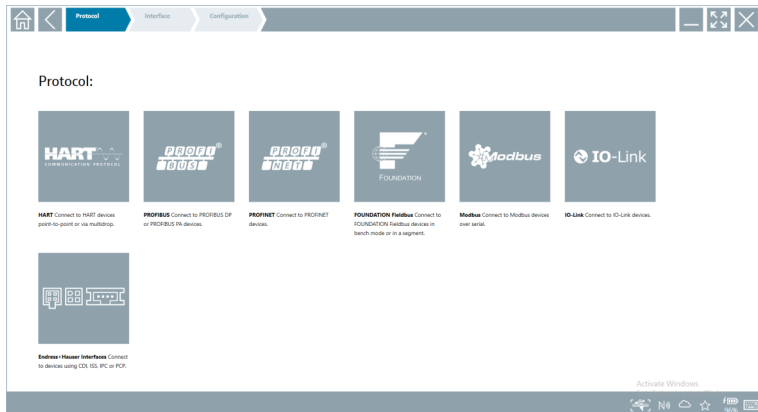 Protocol
Interface
Configuration
Protocol:
HART
COMMUNICATION PROTOCOL
PROFI®
BUS
PROFI®
NET
FOUNDATION
Modbus
IO-Link
HART Connect to HART devices
point-to-point or via multidrop.
PROFIBUS Connect to PROFIBUS DP
or PROFIBUS PA devices.
PROFINET Connect to PROFINET
devices.
FOUNDATION Fieldbus Connect to
FOUNDATION Fieldbus devices in
bench mode or in a segment.
Modbus Connect to Modbus devices
over serial.
IO-Link Connect to IO-Link devices.
Endress+Hauser Interfaces Connect
to devices using CDI, ISS, IPC or PCP.
Activate Windows
96%